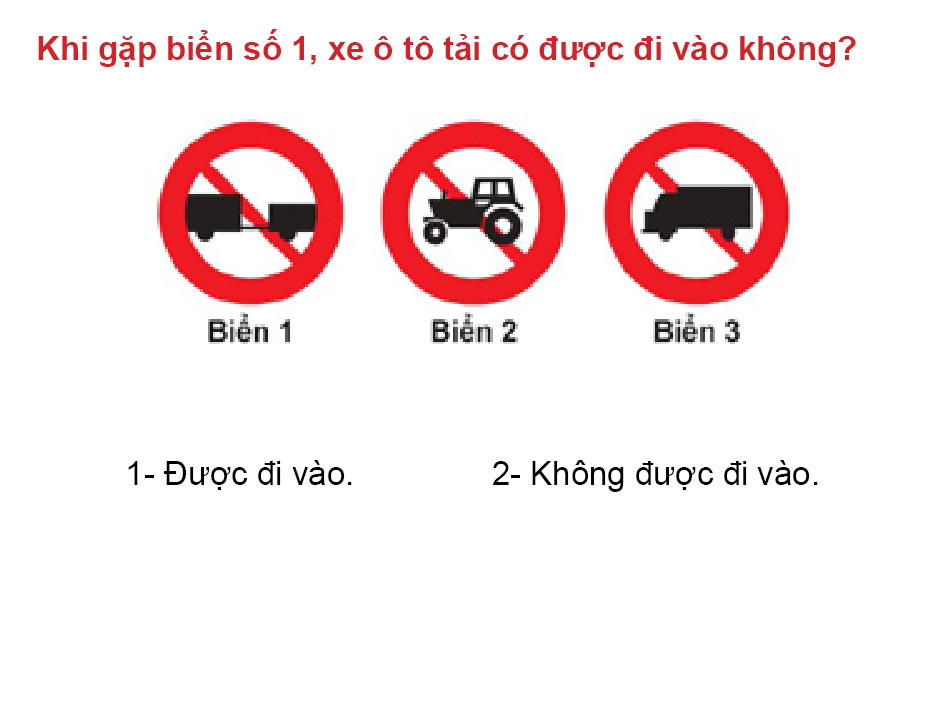 Khi gặp biển số 1, xe ô tô tải có được đi vào không?
Biển 1 Biển 2 Biển 3
1- Được đi vào. 2- Không được đi vào.